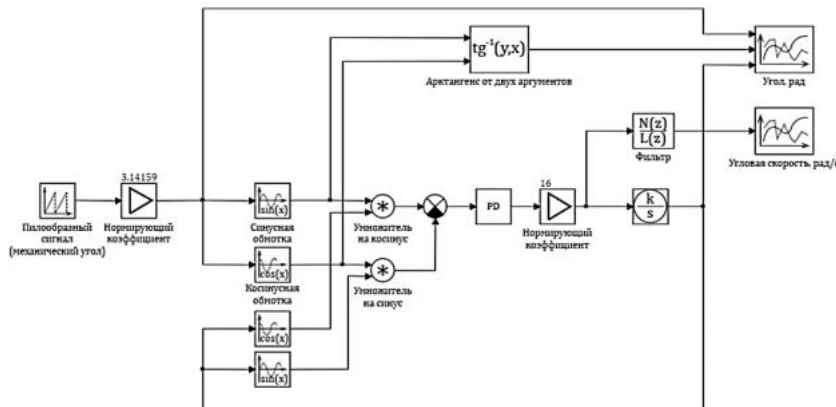 tg⁻¹(y,x)
Арктангенс от двух аргументов
Угол, рад
N(z)
L(z)
Фильтр
Угловая скорость, рад/с
3.14159
16
Пилообразный
сигнал
(механический угол)
Нормирующий
коэффициент
sin(x)
Синусная
обмотка
*
Умножитель
на косинус
PD
Нормирующий
коэффициент
k
s
cos(x)
Косинусная
обмотка
*
Умножитель
на синус
cos(x)
sin(x)